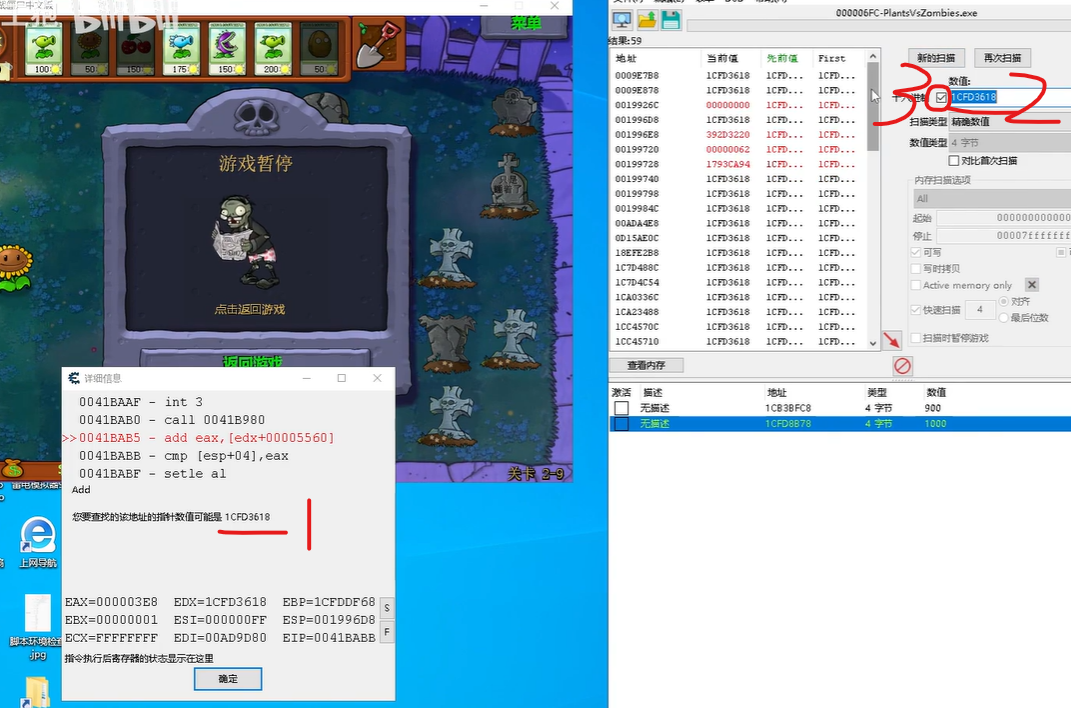 bilibili
菜单
100 50 150 175 150 200 50
游戏暂停
点击返回游戏
返回游戏
只是
睡着了
关卡 2-9
详细信息
0041BAAF - int 3
0041BAB0 - call 0041B980
>>0041BAB5 - add eax,[edx+00005560]
0041BABB - cmp [esp+04],eax
0041BABF - setle al
Add
您要查找的该地址的指针数值可能是 1CFD3618
EAX=000003E8 EDX=1CFD3618 EBP=1CFDDF68
EBX=00000001 ESI=000000FF ESP=001996D8
ECX=FFFFFFFF EDI=00AD9D80 EIP=0041BABB
S
F
指令执行后寄存器的状态显示在这里
确定
上网导航
脚本环境检查
.jpg
000006FC-PlantsVsZombies.exe
结果:59
地址 当前值 先前值 First
0009E7B8 1CFD3618 1CFD... 1CFD...
0009E878 1CFD3618 1CFD... 1CFD...
0019926C 00000000 1CFD... 1CFD...
001996D8 1CFD3618 1CFD... 1CFD...
001996E8 392D3220 1CFD... 1CFD...
00199720 00000062 1CFD... 1CFD...
00199728 1793CA94 1CFD... 1CFD...
00199740 1CFD3618 1CFD... 1CFD...
00199798 1CFD3618 1CFD... 1CFD...
0019984C 1CFD3618 1CFD... 1CFD...
00ADA4E8 1CFD3618 1CFD... 1CFD...
0D15AE0C 1CFD3618 1CFD... 1CFD...
18EFE2B8 1CFD3618 1CFD... 1CFD...
1C7D488C 1CFD3618 1CFD... 1CFD...
1C7D4C54 1CFD3618 1CFD... 1CFD...
1CA0336C 1CFD3618 1CFD... 1CFD...
1CA23488 1CFD3618 1CFD... 1CFD...
1CC4570C 1CFD3618 1CFD... 1CFD...
1CC45710 1CFD3618 1CFD... 1CFD...
新的扫描 再次扫描
数值:
十六进制 1CFD3618
3 2
扫描类型 精确数值
数值类型 4 字节
对比首次扫描
内存扫描选项
All
起始 000000000000
停止 00007fffffff
可写
写时拷贝
Active memory only
快速扫描 4 对齐
最后位数
扫描时暂停游戏
查看内存
激活 描述 地址 类型 数值
无描述 1CB3BFC8 4 字节 900
无描述 1CFD8B78 4 字节 1000